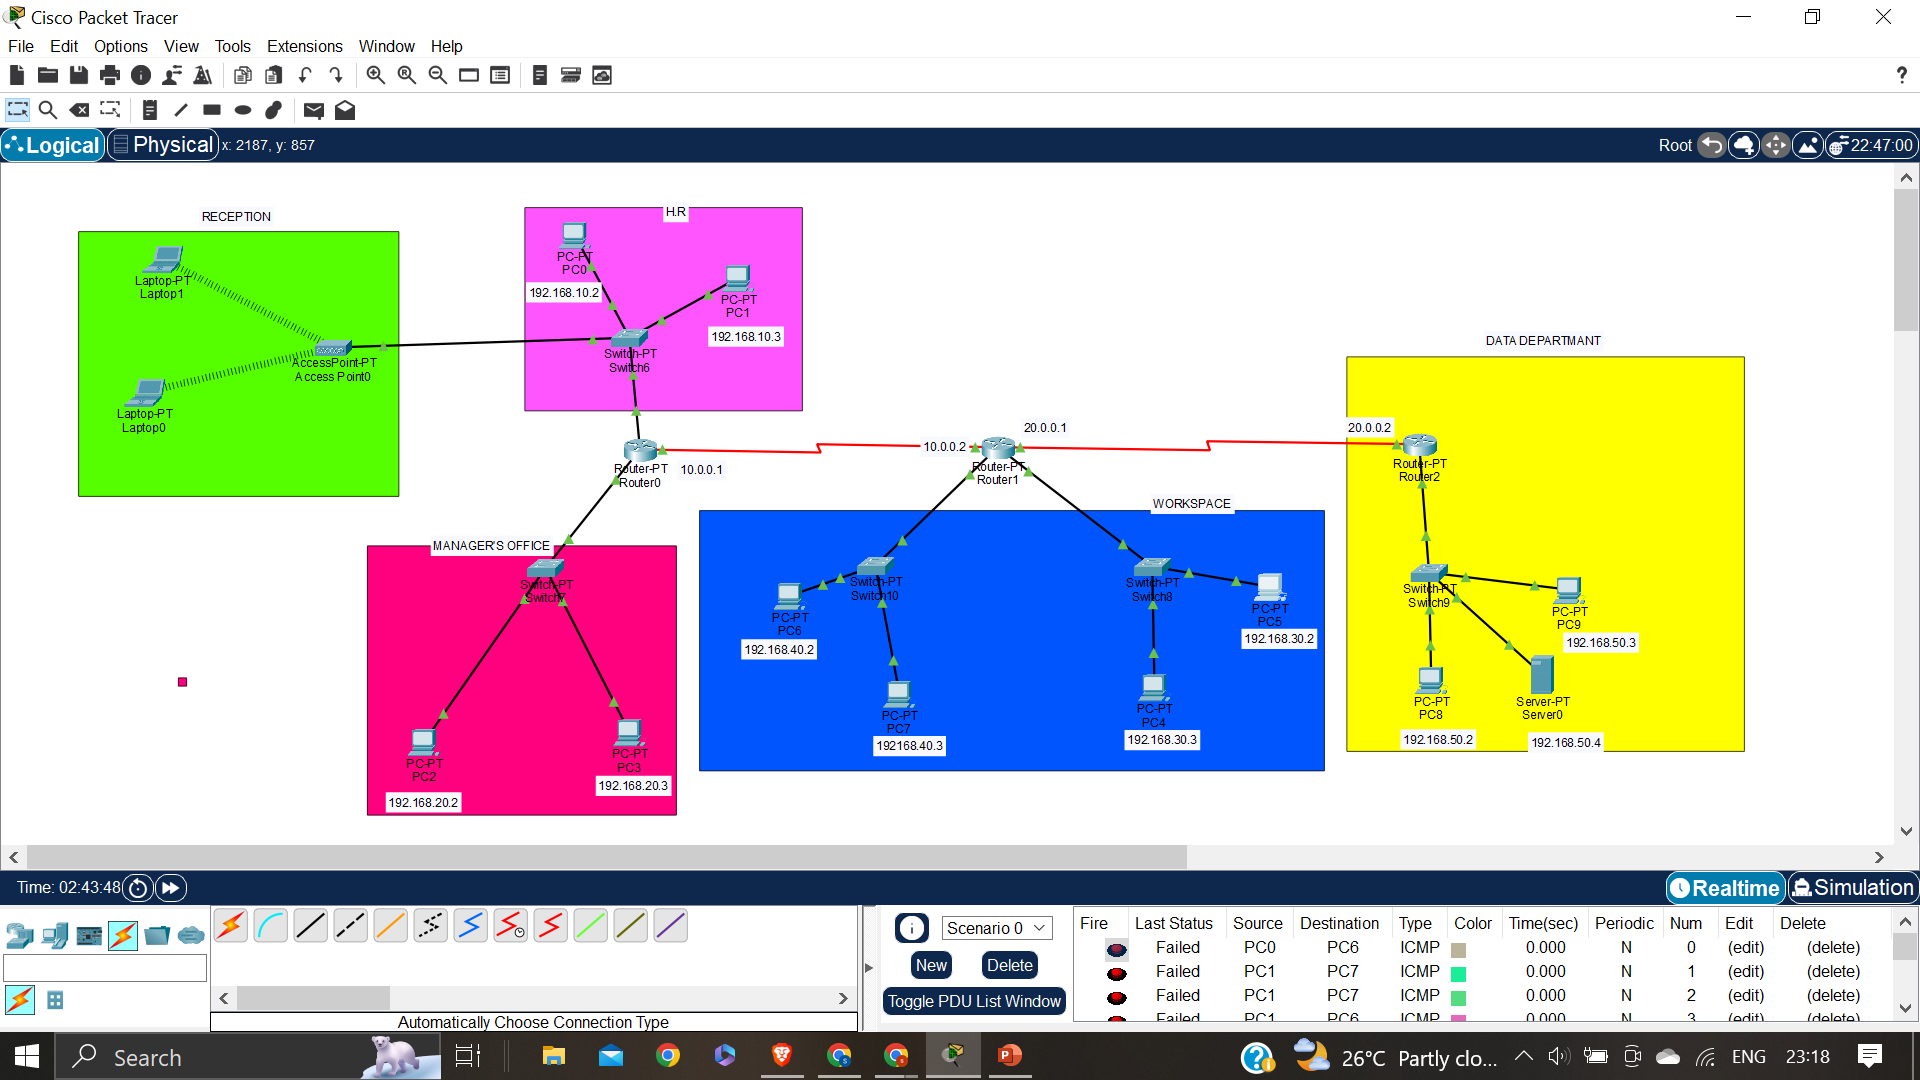 Cisco Packet Tracer
File Edit Options View Tools Extensions Window Help
?
Logical Physical x: 2187, y: 857
Root 22:47:00
RECEPTION
Laptop-PT
Laptop1
AccessPoint-PT
Access Point0
Laptop-PT
Laptop0
H.R
PC-PT
PC0
192.168.10.2
PC-PT
PC1
192.168.10.3
Switch-PT
Switch6
Router-PT
Router0
10.0.0.1
10.0.0.2
20.0.0.1
Router-PT
Router1
DATA DEPARTMANT
20.0.0.2
Router-PT
Router2
Switch-PT
Switch9
PC-PT
PC9
192.168.50.3
PC-PT
PC8
192.168.50.2
Server-PT
Server0
192.168.50.4
MANAGER'S OFFICE
Switch-PT
Switch7
PC-PT
PC2
192.168.20.2
PC-PT
PC3
192.168.20.3
WORKSPACE
Switch-PT
Switch10
PC-PT
PC6
192.168.40.2
PC-PT
PC7
192168.40.3
Switch-PT
Switch8
PC-PT
PC5
192.168.30.2
PC-PT
PC4
192.168.30.3
Time: 02:43:48
Realtime Simulation
Automatically Choose Connection Type
Scenario 0
New Delete
Toggle PDU List Window
Fire Last Status Source Destination Type Color Time(sec) Periodic Num Edit Delete
Failed PC0 PC6 ICMP 0.000 N 0 (edit) (delete)
Failed PC1 PC7 ICMP 0.000 N 1 (edit) (delete)
Failed PC1 PC7 ICMP 0.000 N 2 (edit) (delete)
Failed PC1 PC6 ICMP 0.000 N 3 (edit) (delete)
Search
26°C Partly clo... ENG 23:18